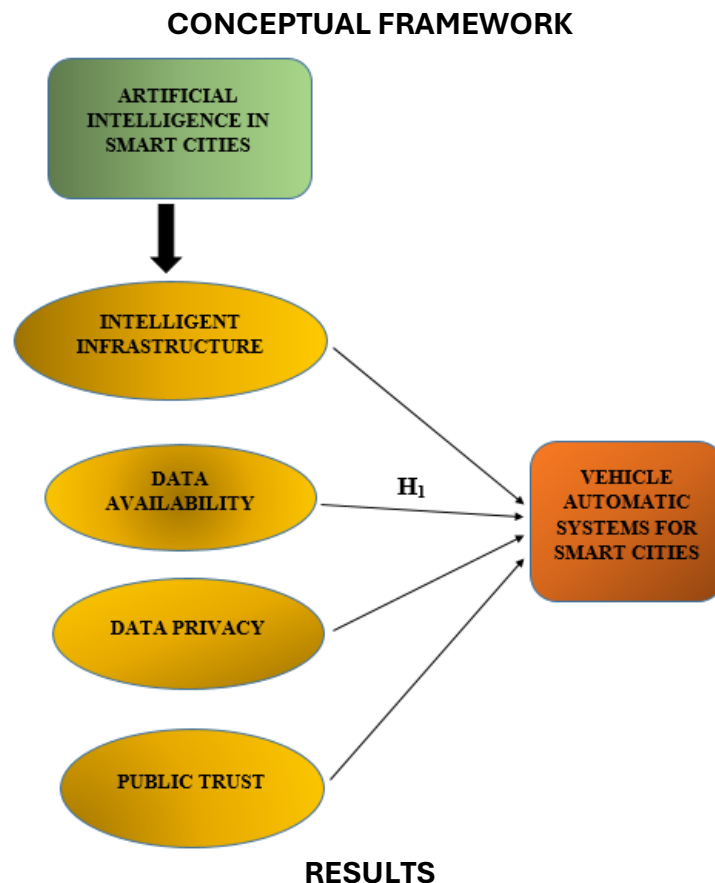 CONCEPTUAL FRAMEWORK
ARTIFICIAL
INTELLIGENCE IN
SMART CITIES
INTELLIGENT
INFRASTRUCTURE
DATA
AVAILABILITY
H₁
VEHICLE
AUTOMATIC
SYSTEMS FOR
SMART CITIES
DATA PRIVACY
PUBLIC TRUST
RESULTS